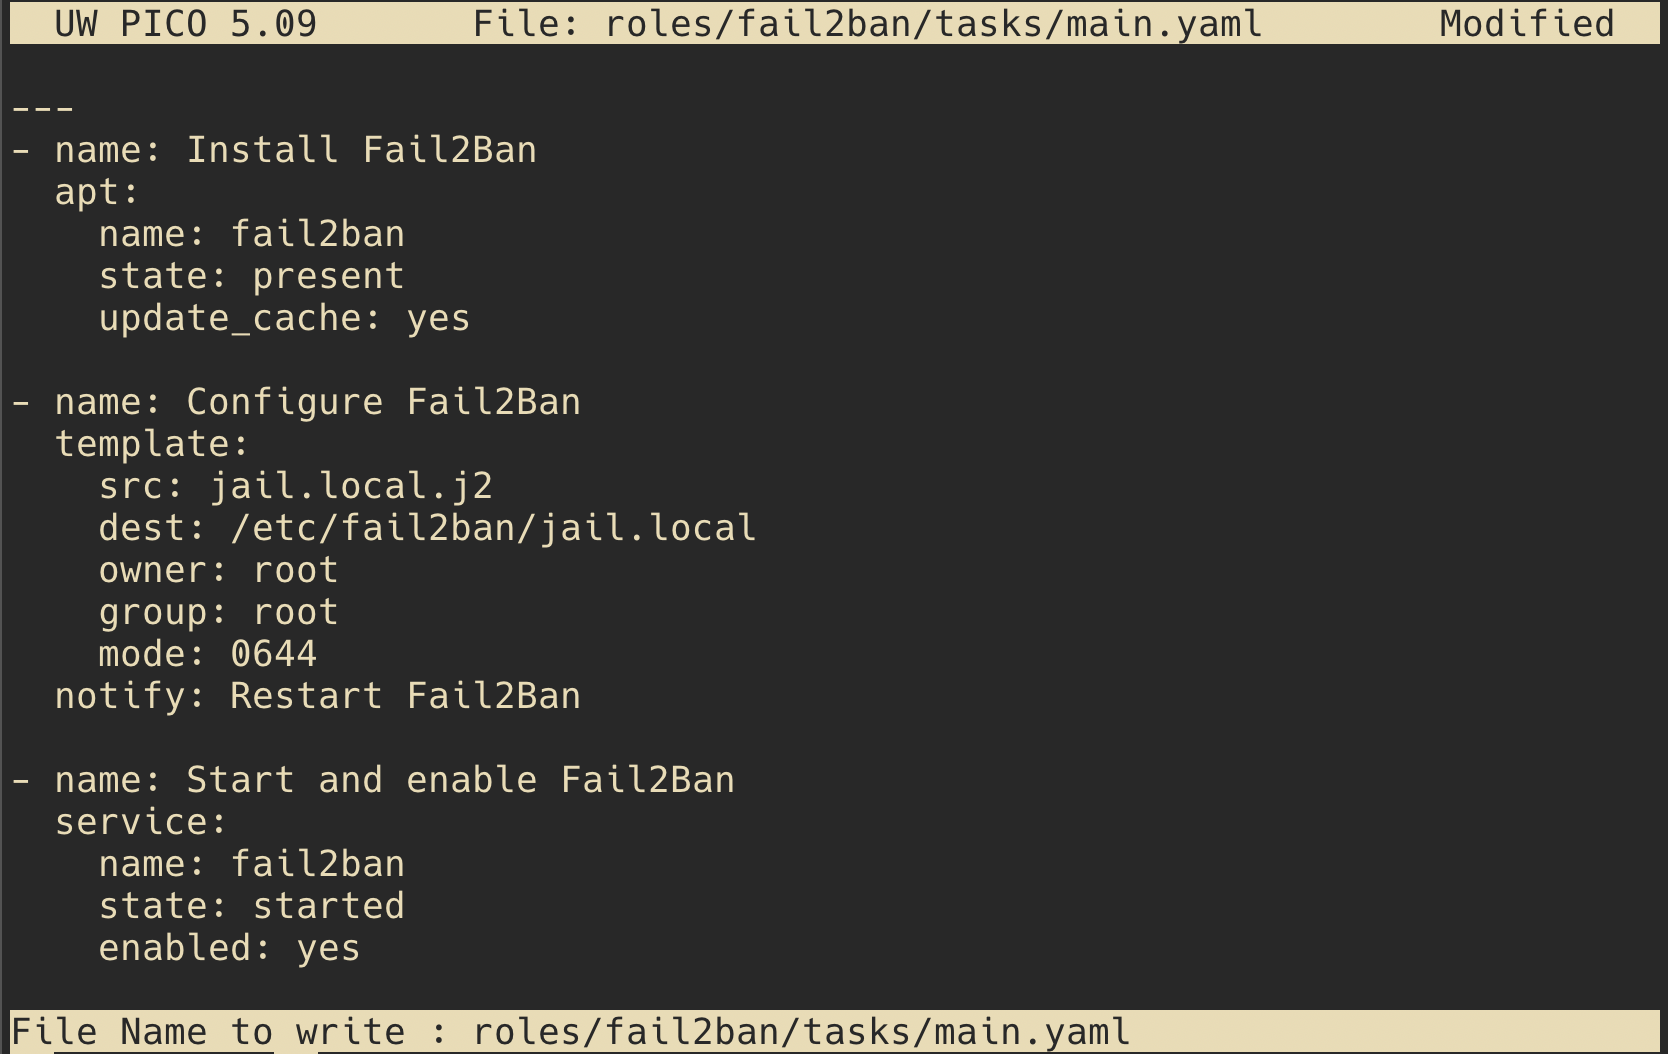 UW PICO 5.09 File: roles/fail2ban/tasks/main.yaml Modified
---
- name: Install Fail2Ban
  apt:
    name: fail2ban
    state: present
    update_cache: yes

- name: Configure Fail2Ban
  template:
    src: jail.local.j2
    dest: /etc/fail2ban/jail.local
    owner: root
    group: root
    mode: 0644
  notify: Restart Fail2Ban

- name: Start and enable Fail2Ban
  service:
    name: fail2ban
    state: started
    enabled: yes

File Name to write : roles/fail2ban/tasks/main.yaml